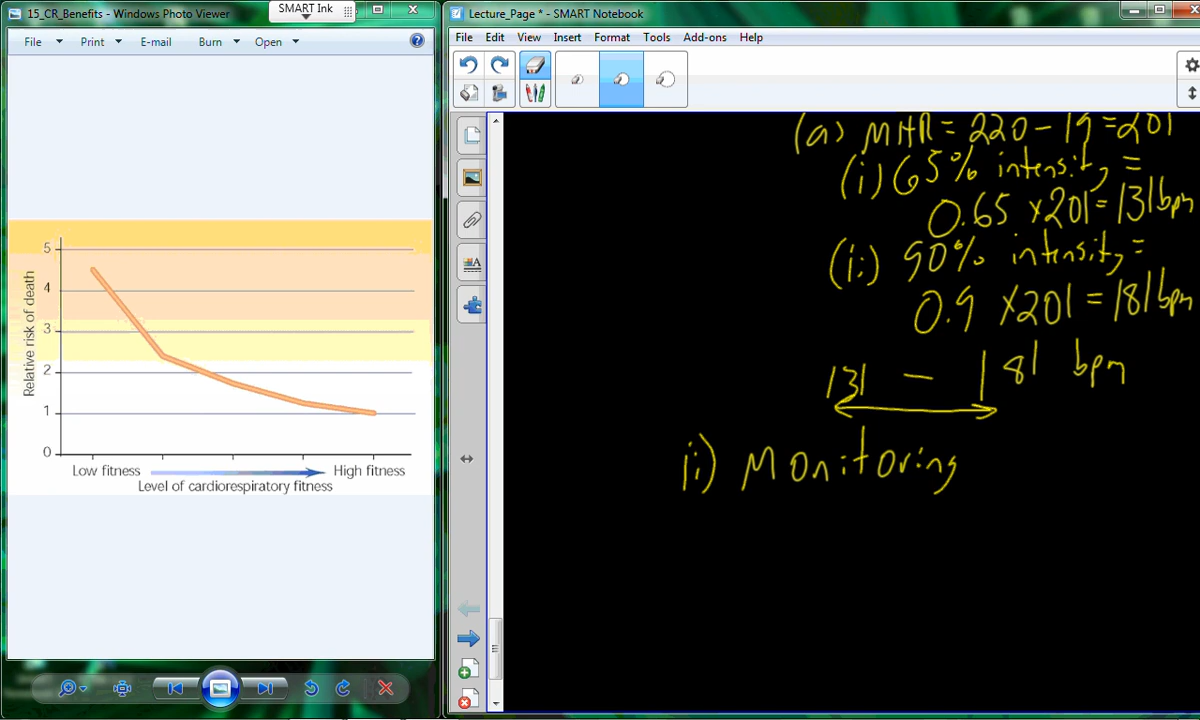 15_CR_Benefits - Windows Photo Viewer
SMART Ink
File Print E-mail Burn Open
5
4
3
2
1
0
Relative risk of death
Low fitness High fitness
Level of cardiorespiratory fitness
Lecture_Page * - SMART Notebook
File Edit View Insert Format Tools Add-ons Help
(a) MHR = 220 - 19 = 201
(i) 65% intensity =
0.65 x 201 = 131 bpm
(ii) 90% intensity =
0.9 x 201 = 181 bpm
131 - 181 bpm
ii) Monitoring